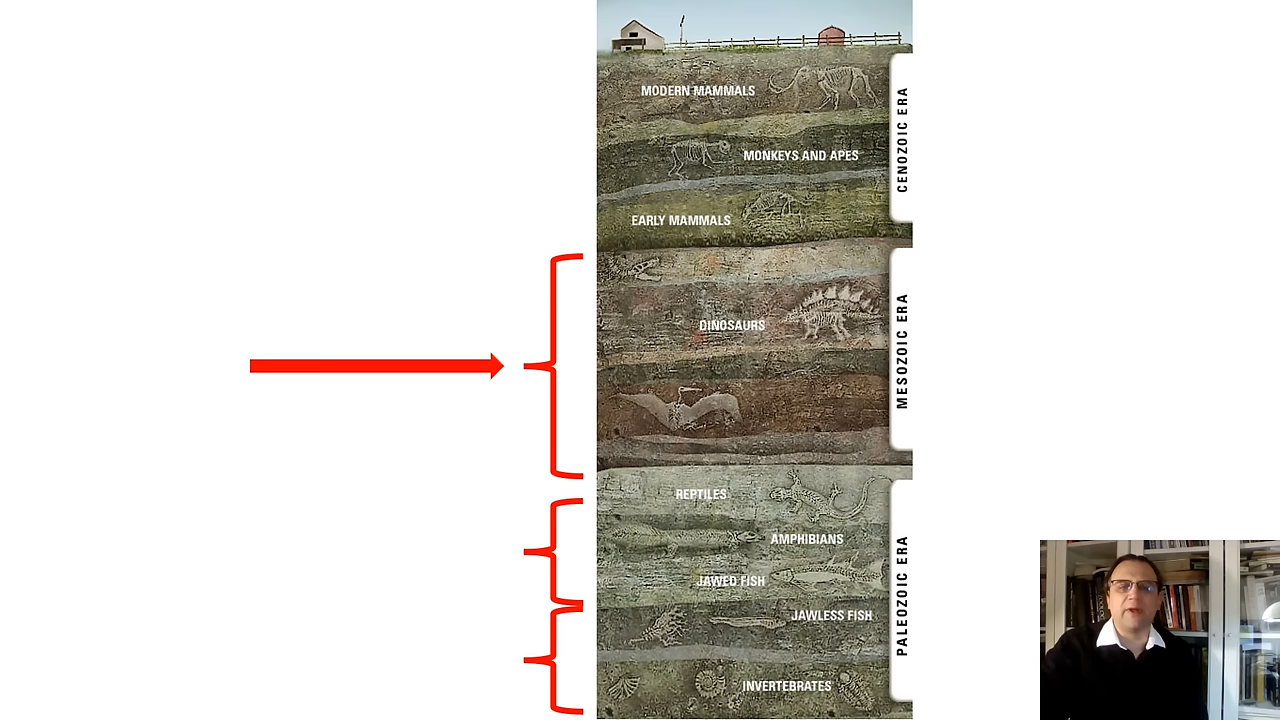 MODERN MAMMALS
MONKEYS AND APES
EARLY MAMMALS
CENOZOIC ERA
DINOSAURS
MESOZOIC ERA
REPTILES
AMPHIBIANS
JAWED FISH
JAWLESS FISH
INVERTEBRATES
PALEOZOIC ERA